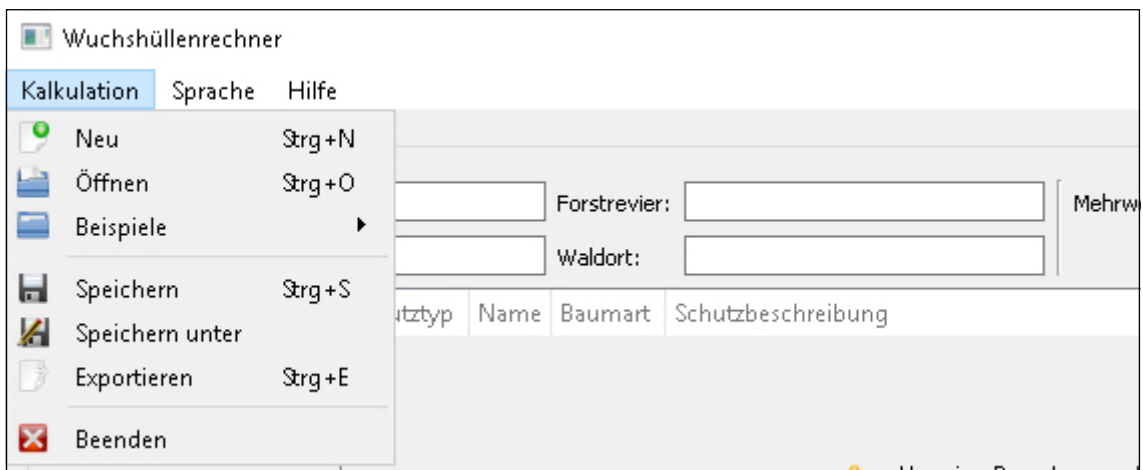 Wuchshüllenrechner
Kalkulation Sprache Hilfe
Neu Strg+N
Öffnen Strg+O
Beispiele
Speichern Strg+S
Speichern unter
Exportieren Strg+E
Beenden
Forstrevier: Mehrw
Waldort:
utztyp Name Baumart Schutzbeschreibung